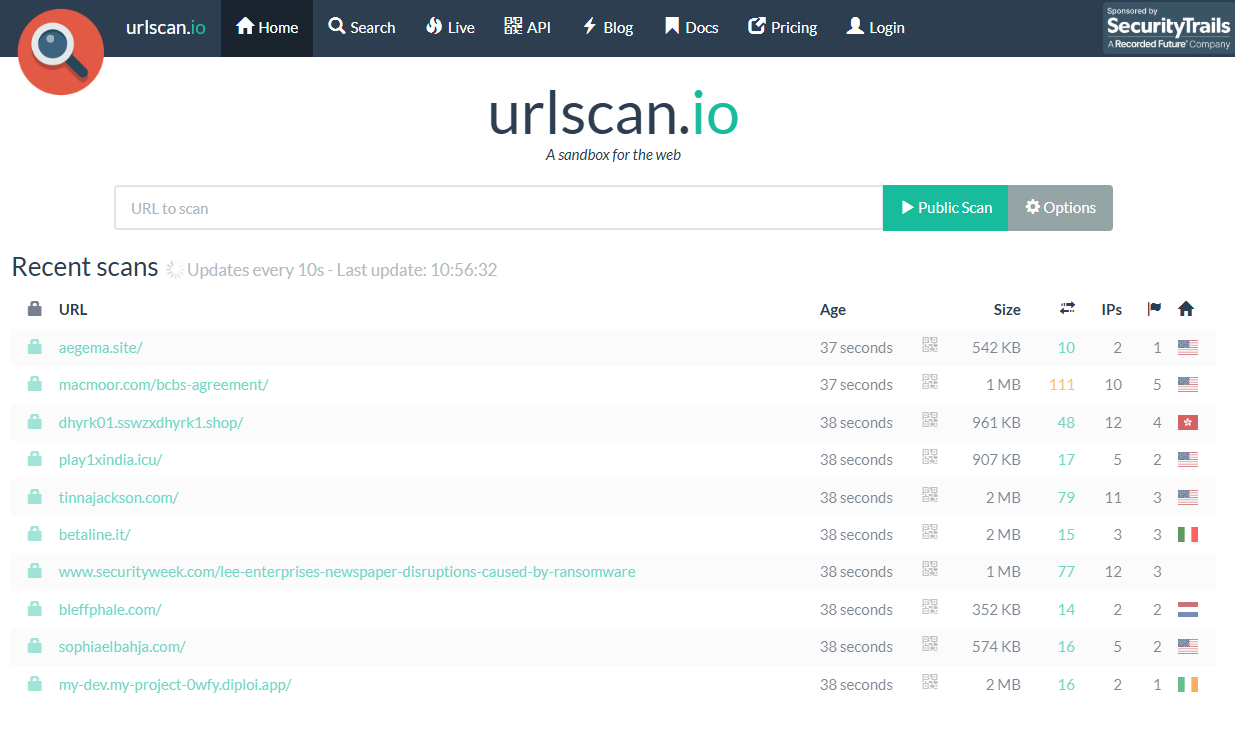 urlscan.io Home Search Live API Blog Docs Pricing Login
Sponsored by
SecurityTrails
A Recorded Future® Company
urlscan.io
A sandbox for the web
URL to scan Public Scan Options
Recent scans Updates every 10s - Last update: 10:56:32
URL Age Size IPs
aegema.site/ 37 seconds 542 KB 10 2 1
macmoor.com/bcbs-agreement/ 37 seconds 1 MB 111 10 5
dhyrk01.sswzxdhyrk1.shop/ 38 seconds 961 KB 48 12 4
play1xindia.icu/ 38 seconds 907 KB 17 5 2
tinnajackson.com/ 38 seconds 2 MB 79 11 3
betaline.it/ 38 seconds 2 MB 15 3 3
www.securityweek.com/lee-enterprises-newspaper-disruptions-caused-by-ransomware 38 seconds 1 MB 77 12 3
bleffphale.com/ 38 seconds 352 KB 14 2 2
sophiaelbahja.com/ 38 seconds 574 KB 16 5 2
my-dev.my-project-0wfy.diploi.app/ 38 seconds 2 MB 16 2 1